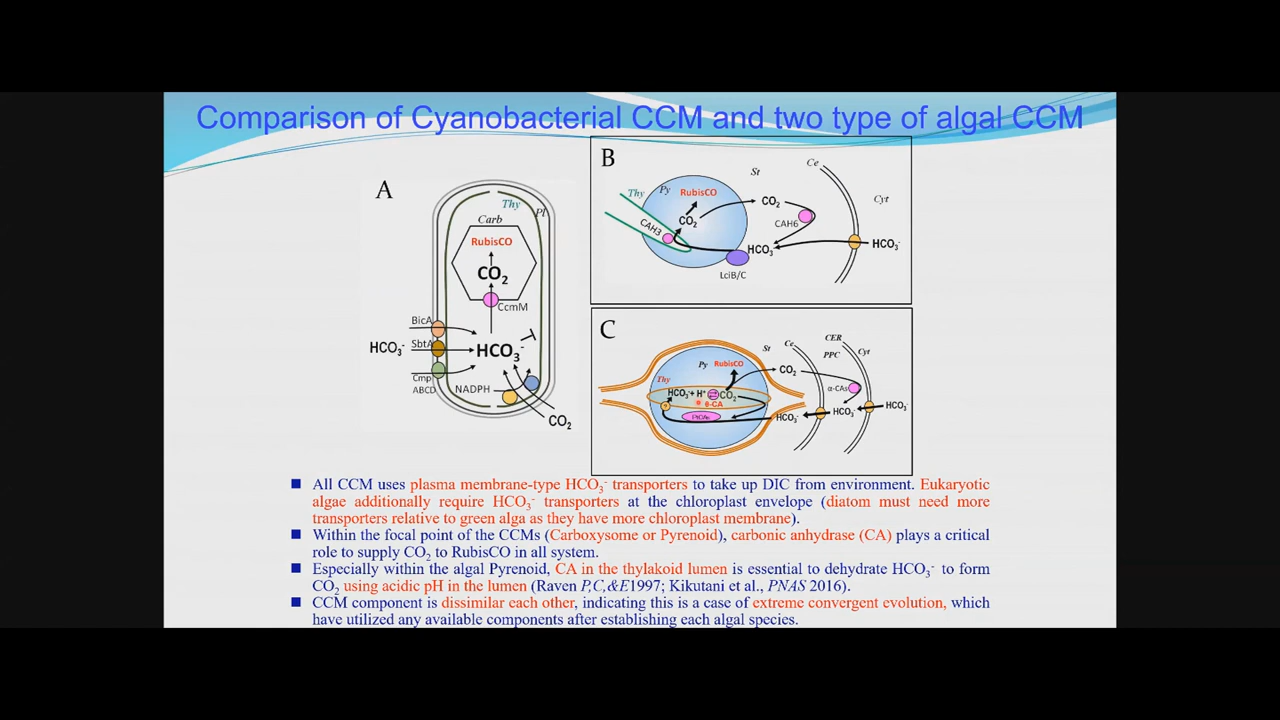 Comparison of Cyanobacterial CCM and two type of algal CCM
A
Thy
Pl
Carb
RubisCO
CO₂
CcmM
BicA
HCO₃⁻
SbtA
HCO₃⁻
Cmp
ABCD
NADPH
CO₂
B
Thy
Py
RubisCO
St
Ce
Cyt
CO₂
CO₂
CAH3
CAH6
HCO₃⁻
HCO₃⁻
LciB/C
C
Py
RubisCO
St
Ce
CER
PPC
Cyt
Thy
CO₂
HCO₃⁻+ H⁺
CO₂
θ-CA
α-CAs
?
PtCAs
HCO₃⁻
HCO₃⁻
HCO₃⁻
■ All CCM uses plasma membrane-type HCO₃⁻ transporters to take up DIC from environment. Eukaryotic
algae additionally require HCO₃⁻ transporters at the chloroplast envelope (diatom must need more
transporters relative to green alga as they have more chloroplast membrane).
■ Within the focal point of the CCMs (Carboxysome or Pyrenoid), carbonic anhydrase (CA) plays a critical
role to supply CO₂ to RubisCO in all system.
■ Especially within the algal Pyrenoid, CA in the thylakoid lumen is essential to dehydrate HCO₃⁻ to form
CO₂ using acidic pH in the lumen (Raven P,C,&E1997; Kikutani et al., PNAS 2016).
■ CCM component is dissimilar each other, indicating this is a case of extreme convergent evolution, which
have utilized any available components after establishing each algal species.